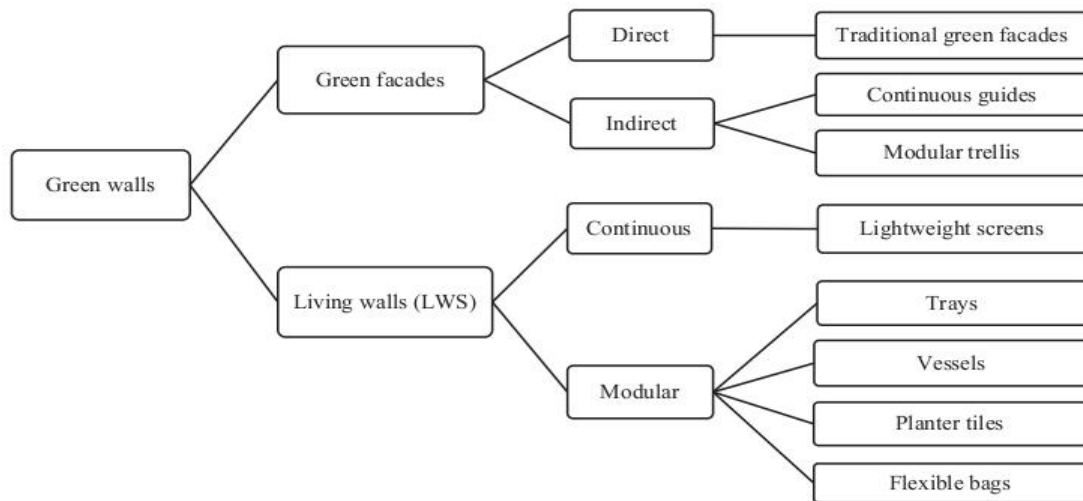 Green walls
Green facades
Direct
Traditional green facades
Indirect
Continuous guides
Modular trellis
Living walls (LWS)
Continuous
Lightweight screens
Modular
Trays
Vessels
Planter tiles
Flexible bags